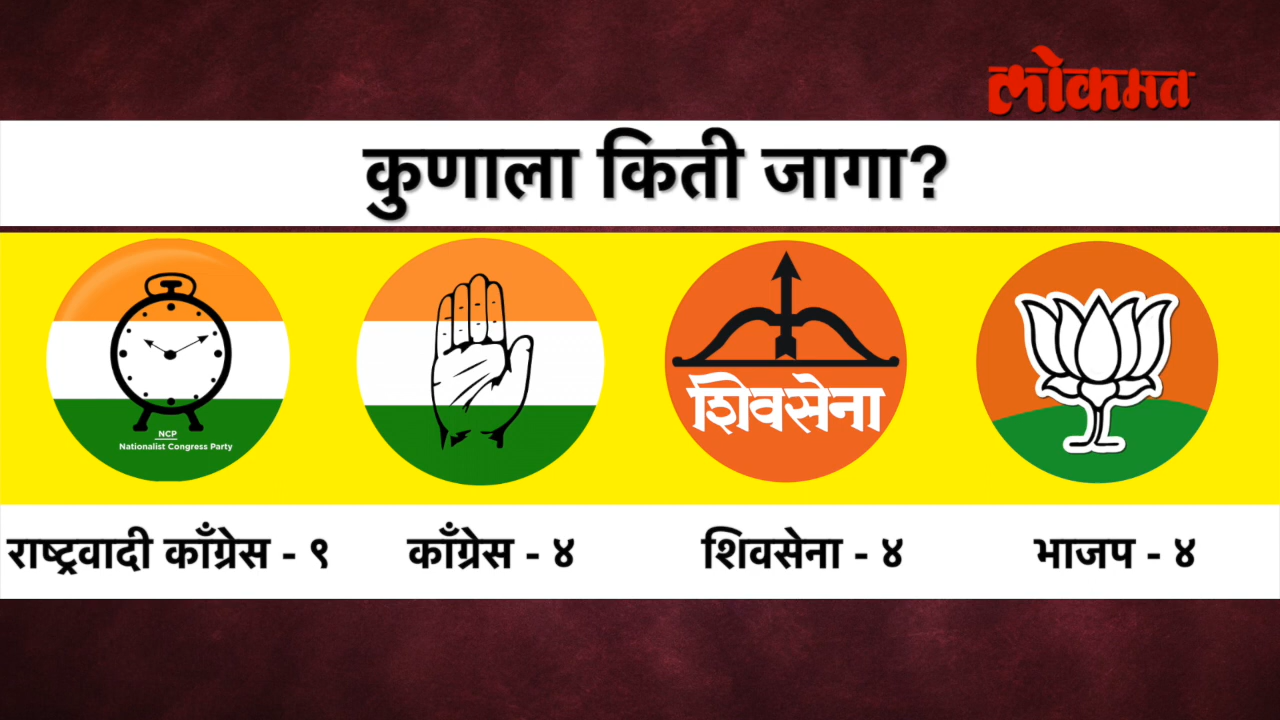 लोकमत
कुणाला किती जागा?
NCP
Nationalist Congress Party
शिवसेना
राष्ट्रवादी काँग्रेस - ९
काँग्रेस - ४
शिवसेना - ४
भाजप - ४